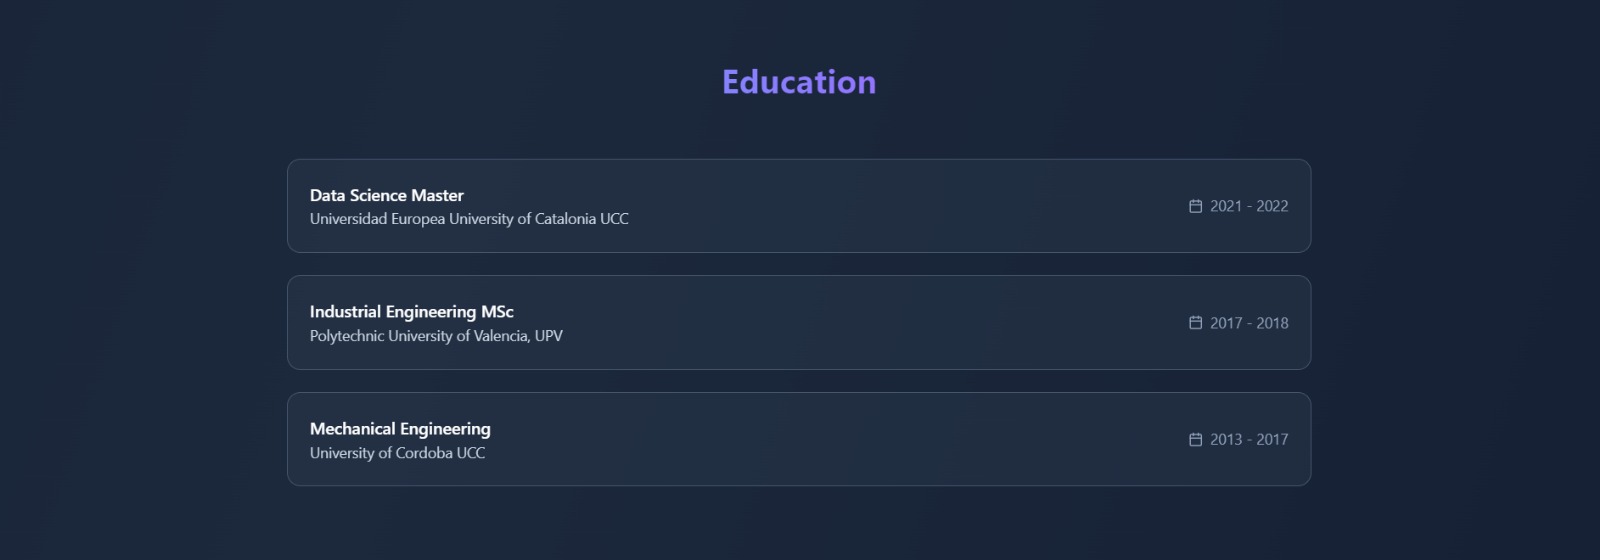 Education
Data Science Master
Universidad Europea University of Catalonia UCC
2021 - 2022
Industrial Engineering MSc
Polytechnic University of Valencia, UPV
2017 - 2018
Mechanical Engineering
University of Cordoba UCC
2013 - 2017